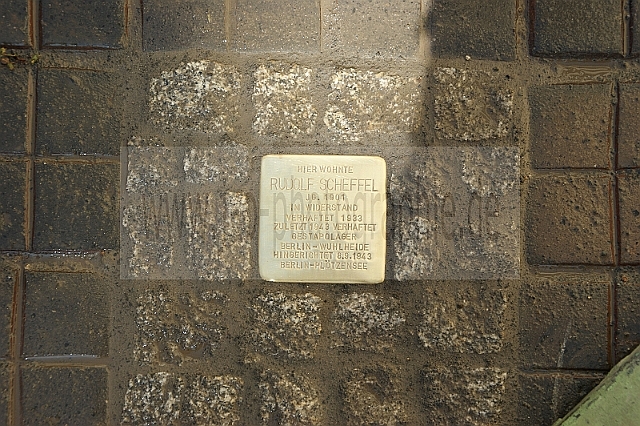 HIER WOHNTE
RUDOLF SCHEFFEL
JG. 1901
IM WIDERSTAND
VERHAFTET 1933
ZULETZT 1943 VERHAFTET
GESTAPOLAGER
BERLIN-WUHLHEIDE
HINGERICHTET 8.9.1943
BERLIN-PLÖTZENSEE